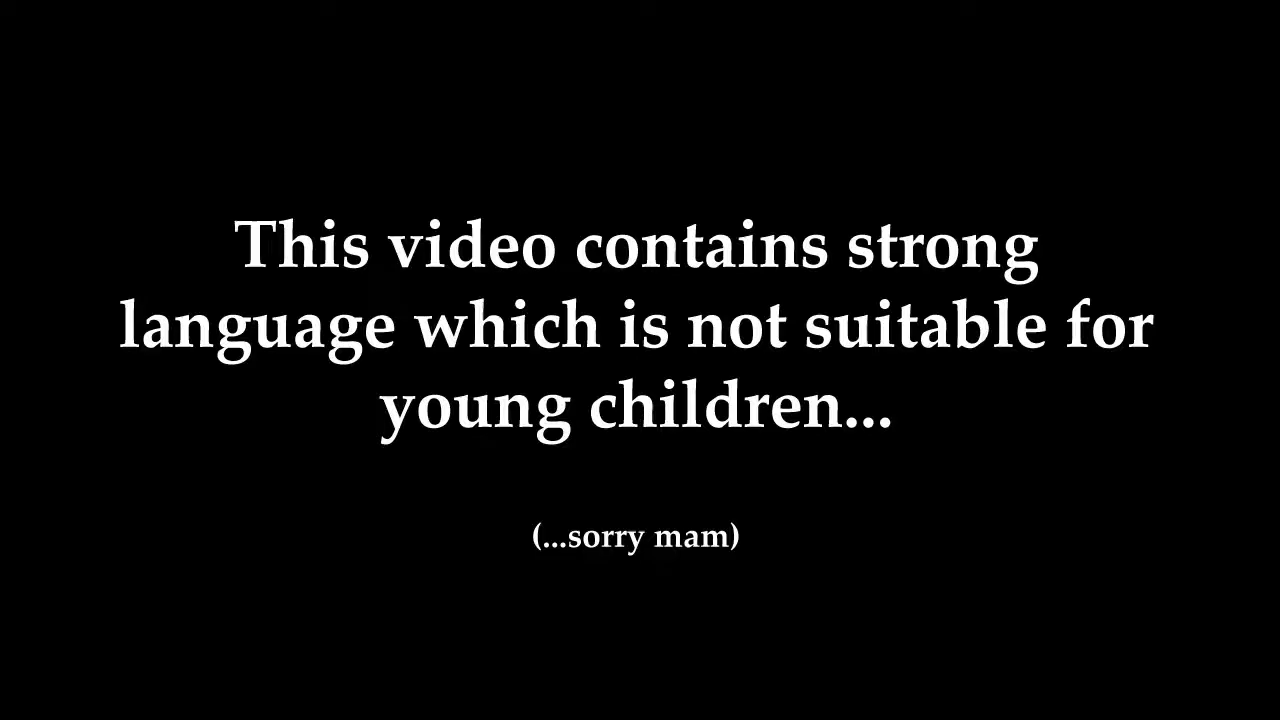 This video contains strong
language which is not suitable for
young children...
(...sorry mam)